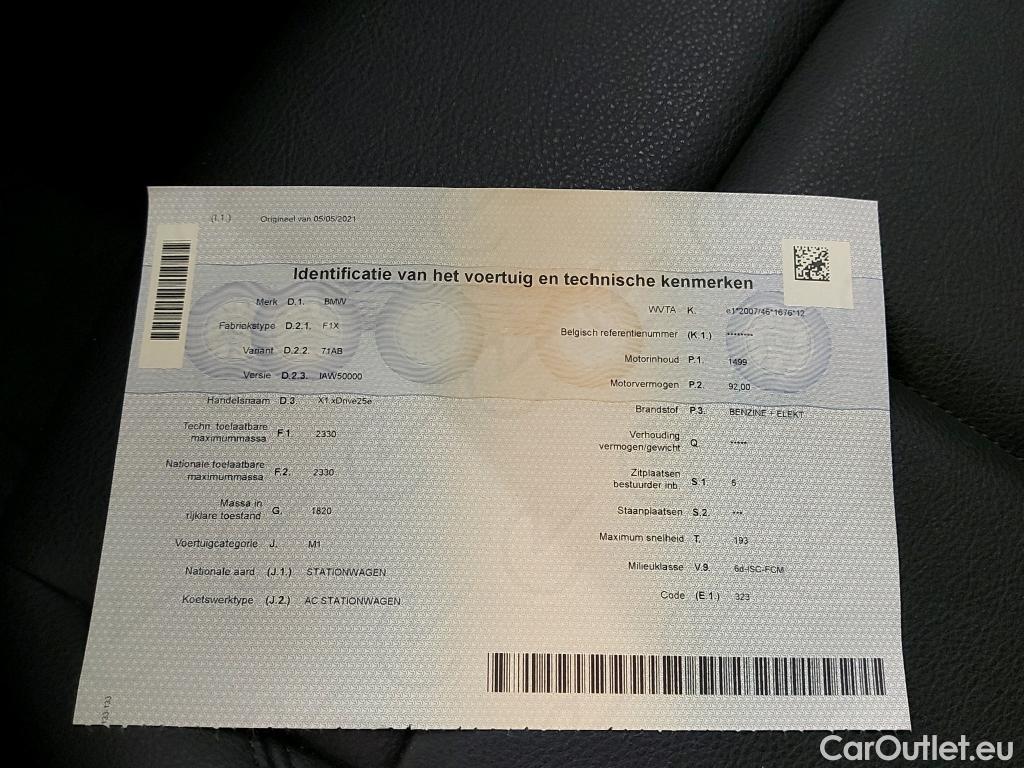 (I.1.) Origineel van 05/05/2021
Identificatie van het voertuig en technische kenmerken
Merk D.1. BMW
Fabriekstype D.2.1. F1X
Variant D.2.2. 71AB
Versie D.2.3. IAW50000
Handelsnaam D.3. X1 xDrive25e
Techn. toelaatbare
maximummassa F.1. 2330
Nationale toelaatbare
maximummassa F.2. 2330
Massa in
rijklare toestand G. 1820
Voertuigcategorie J. M1
Nationale aard (J.1.) STATIONWAGEN
Koetswerktype (J.2.) AC STATIONWAGEN
WVTA K. e1*2007/46*1676*12
Belgisch referentienummer (K.1.) ********
Motorinhoud P.1. 1499
Motorvermogen P.2. 92,00
Brandstof P.3. BENZINE + ELEKT
Verhouding
vermogen/gewicht Q. *****
Zitplaatsen
bestuurder inb. S.1. 5
Staanplaatsen S.2. ***
Maximum snelheid T. 193
Milieuklasse V.9. 6d-ISC-FCM
Code (E.1.) 323
133-133
CarOutlet.eu